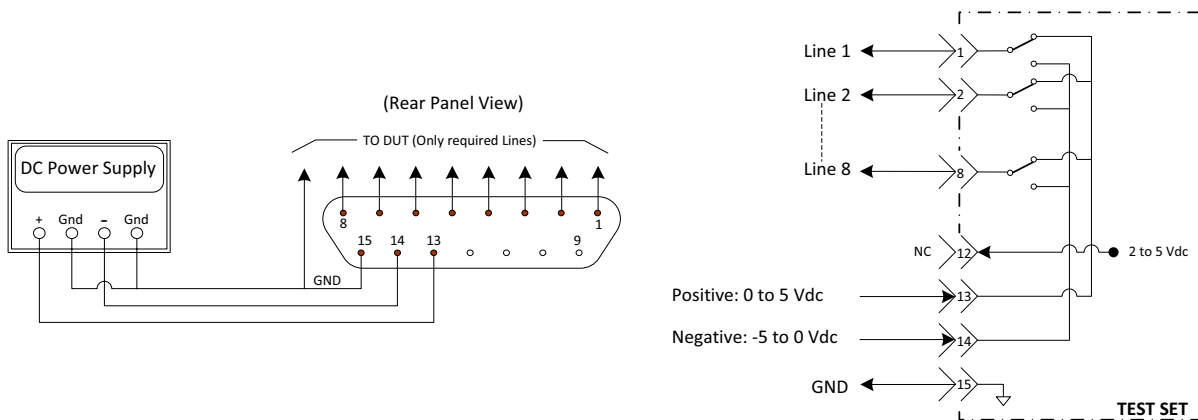 (Rear Panel View)
TO DUT (Only required Lines)
DC Power Supply
+ Gnd - Gnd
8 1
15 14 13 9
GND
Line 1 1
Line 2 2
Line 8 8
NC 12 2 to 5 Vdc
Positive: 0 to 5 Vdc 13
Negative: -5 to 0 Vdc 14
GND 15
TEST SET